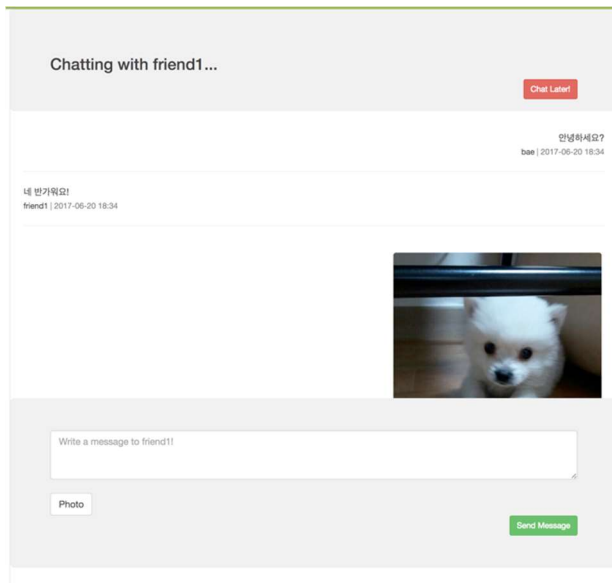 Chatting with friend1...
Chat Later!
안녕하세요?
bae | 2017-06-20 18:34
네 반가워요!
friend1 | 2017-06-20 18:34
Write a message to friend1!
Photo
Send Message